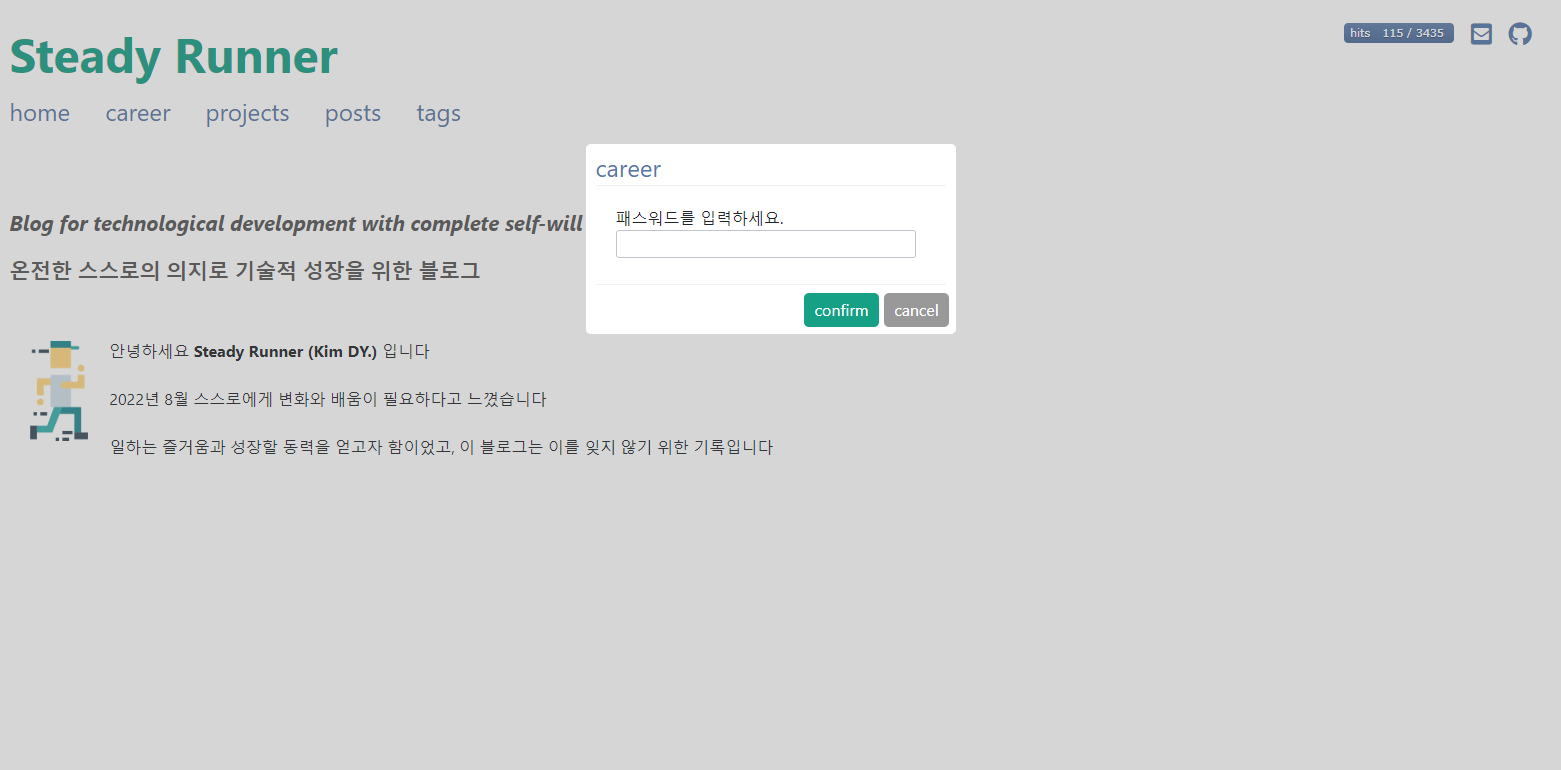 Steady Runner
hits 115 / 3435
home career projects posts tags
career
패스워드를 입력하세요.
confirm cancel
Blog for technological development with complete self-will
온전한 스스로의 의지로 기술적 성장을 위한 블로그
안녕하세요 Steady Runner (Kim DY.) 입니다
2022년 8월 스스로에게 변화와 배움이 필요하다고 느꼈습니다
일하는 즐거움과 성장할 동력을 얻고자 함이었고, 이 블로그는 이를 잊지 않기 위한 기록입니다